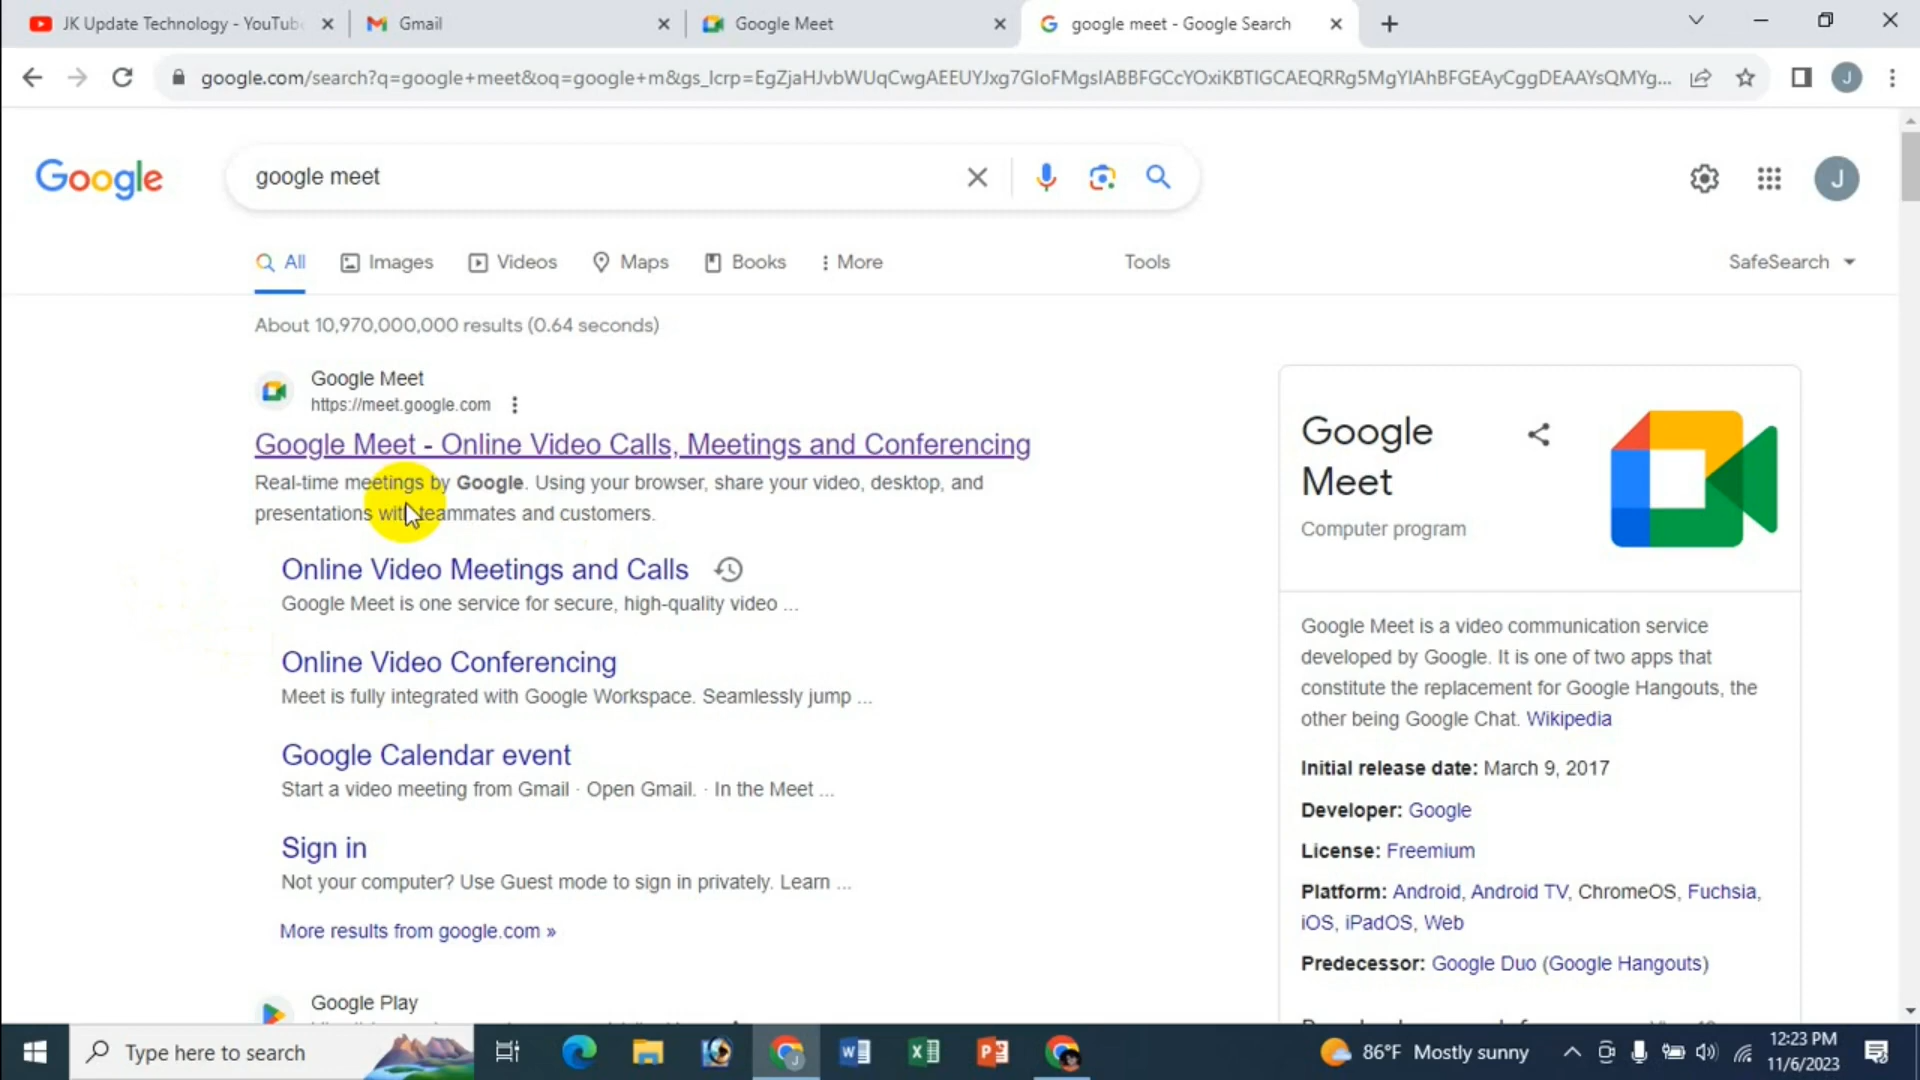 JK Update Technology - YouTub
Gmail
Google Meet
google meet - Google Search
google.com/search?q=google+meet&oq=google+m&gs_lcrp=EgZjaHJvbWUqCwgAEEUYJxg7GIoFMgsIABBFGCcYOxiKBTIGCAEQRRg5MgYIAhBFGEAyCggDEAAYsQMYg...
J
Google
google meet
J
All
Images
Videos
Maps
Books
More
Tools
SafeSearch
About 10,970,000,000 results (0.64 seconds)
Google Meet
https://meet.google.com
Google Meet - Online Video Calls, Meetings and Conferencing
Real-time meetings by Google. Using your browser, share your video, desktop, and
presentations with teammates and customers.
Online Video Meetings and Calls
Google Meet is one service for secure, high-quality video ...
Online Video Conferencing
Meet is fully integrated with Google Workspace. Seamlessly jump ...
Google Calendar event
Start a video meeting from Gmail · Open Gmail. · In the Meet ...
Sign in
Not your computer? Use Guest mode to sign in privately. Learn ...
More results from google.com »
Google Play
Google
Meet
Computer program
Google Meet is a video communication service
developed by Google. It is one of two apps that
constitute the replacement for Google Hangouts, the
other being Google Chat. Wikipedia
Initial release date: March 9, 2017
Developer: Google
License: Freemium
Platform: Android, Android TV, ChromeOS, Fuchsia,
iOS, iPadOS, Web
Predecessor: Google Duo (Google Hangouts)
Type here to search
86°F Mostly sunny
12:23 PM
11/6/2023